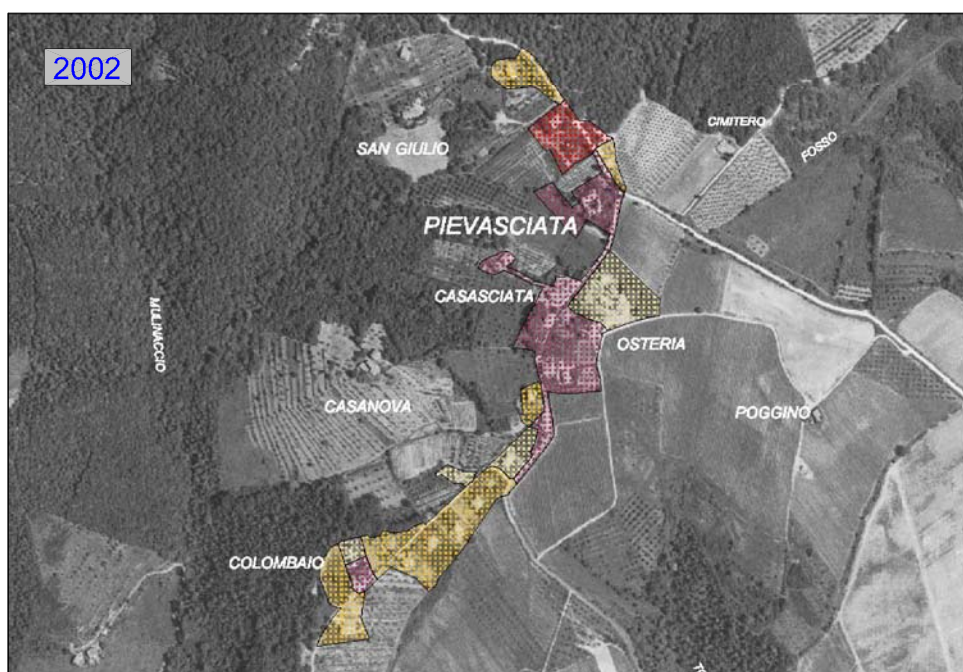 2002
CIMITERO
FOSSO
SAN GIULIO
PIEVASCIATA
CASASCIATA
MULINACCIO
OSTERIA
CASANOVA
POGGINO
COLOMBAIO